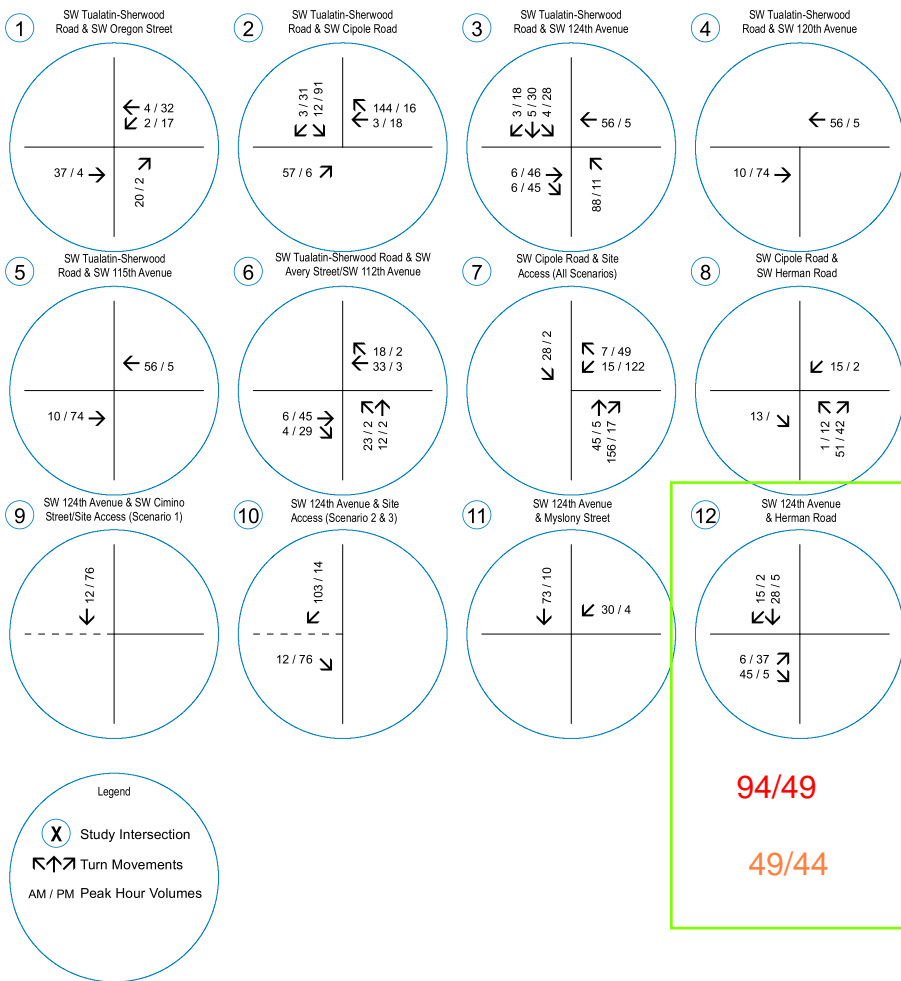 1
SW Tualatin-Sherwood
Road & SW Oregon Street
4 / 32
2 / 17
37 / 4
20 / 2
2
SW Tualatin-Sherwood
Road & SW Cipole Road
3 / 31
12 / 91
144 / 16
3 / 18
57 / 6
3
SW Tualatin-Sherwood
Road & SW 124th Avenue
3 / 18
5 / 30
4 / 28
56 / 5
6 / 46
6 / 45
88 / 11
4
SW Tualatin-Sherwood
Road & SW 120th Avenue
56 / 5
10 / 74
5
SW Tualatin-Sherwood
Road & SW 115th Avenue
56 / 5
10 / 74
6
SW Tualatin-Sherwood Road & SW
Avery Street/SW 112th Avenue
18 / 2
33 / 3
6 / 45
4 / 29
23 / 2
12 / 2
7
SW Cipole Road & Site
Access (All Scenarios)
28 / 2
7 / 49
15 / 122
45 / 5
156 / 17
8
SW Cipole Road &
SW Herman Road
15 / 2
13 /
1 / 12
51 / 42
9
SW 124th Avenue & SW Cimino
Street/Site Access (Scenario 1)
12 / 76
10
SW 124th Avenue & Site
Access (Scenario 2 & 3)
103 / 14
12 / 76
11
SW 124th Avenue
& Myslony Street
73 / 10
30 / 4
12
SW 124th Avenue
& Herman Road
15 / 2
28 / 5
6 / 37
45 / 5
94/49
49/44
Legend
X Study Intersection
Turn Movements
AM / PM Peak Hour Volumes